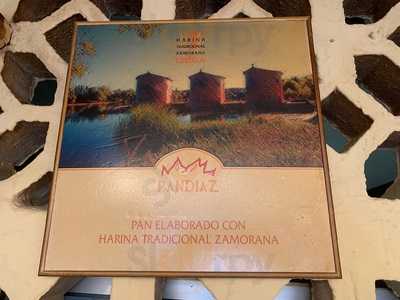 HARINA
TRADICIONAL
ZAMORANA
PANDIAZ
PAN ELABORADO CON
HARINA TRADICIONAL ZAMORANA